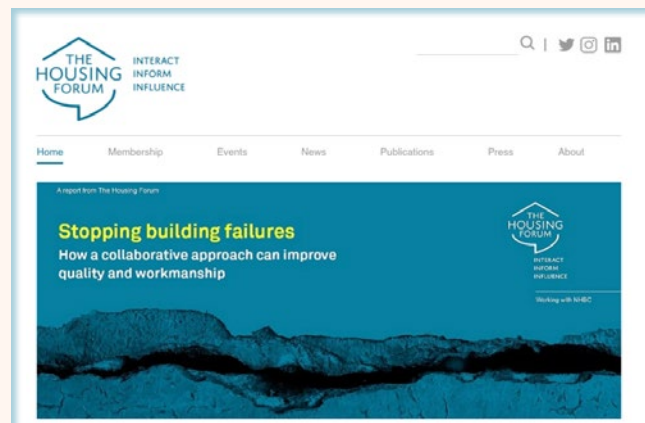 THE
HOUSING
FORUM
INTERACT
INFORM
INFLUENCE
Home Membership Events News Publications Press About
A report from The Housing Forum
Stopping building failures
How a collaborative approach can improve
quality and workmanship
THE
HOUSING
FORUM
INTERACT
INFORM
INFLUENCE
Working with NHBC